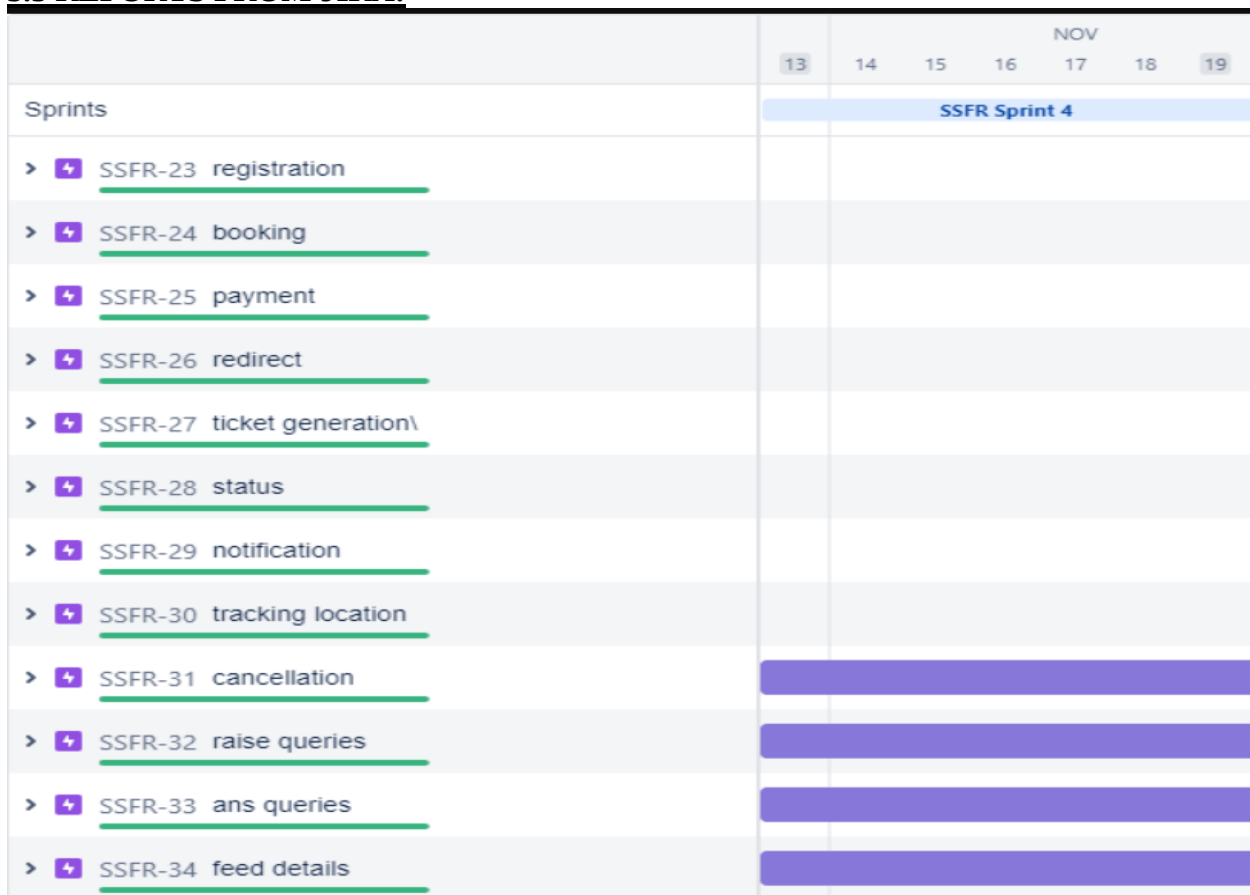 NOV
13 14 15 16 17 18 19
Sprints
SSFR Sprint 4
SSFR-23 registration
SSFR-24 booking
SSFR-25 payment
SSFR-26 redirect
SSFR-27 ticket generation\
SSFR-28 status
SSFR-29 notification
SSFR-30 tracking location
SSFR-31 cancellation
SSFR-32 raise queries
SSFR-33 ans queries
SSFR-34 feed details